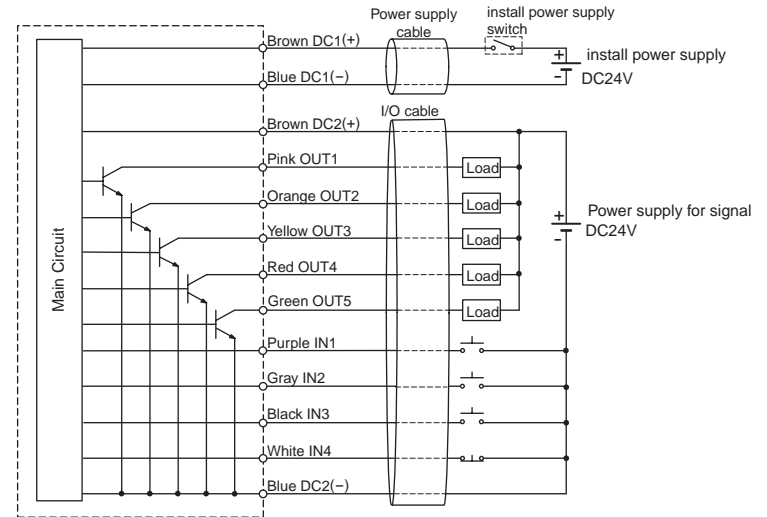 Power supply cable
install power supply switch
Brown DC1(+)
+
install power supply
Blue DC1(−)
−
DC24V
I/O cable
Brown DC2(+)
Pink OUT1
Load
Orange OUT2
Load
+
Power supply for signal
DC24V
−
Yellow OUT3
Load
Red OUT4
Load
Green OUT5
Load
Main Circuit
Purple IN1
Gray IN2
Black IN3
White IN4
Blue DC2(−)